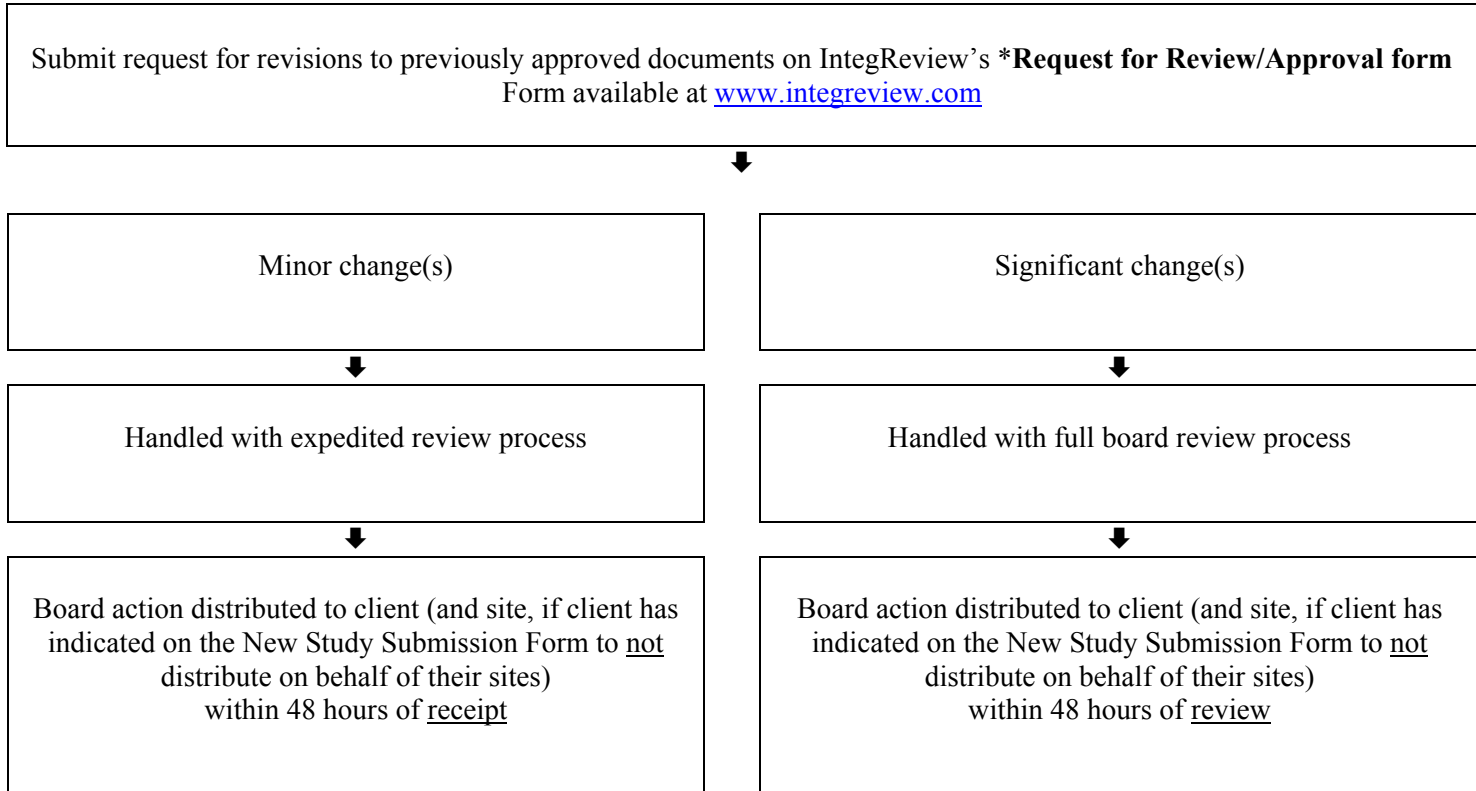 Submit request for revisions to previously approved documents on IntegReview’s *Request for Review/Approval form
Form available at www.integreview.com
Minor change(s)
Significant change(s)
Handled with expedited review process
Handled with full board review process
Board action distributed to client (and site, if client has
indicated on the New Study Submission Form to not
distribute on behalf of their sites)
within 48 hours of receipt
Board action distributed to client (and site, if client has
indicated on the New Study Submission Form to not
distribute on behalf of their sites)
within 48 hours of review